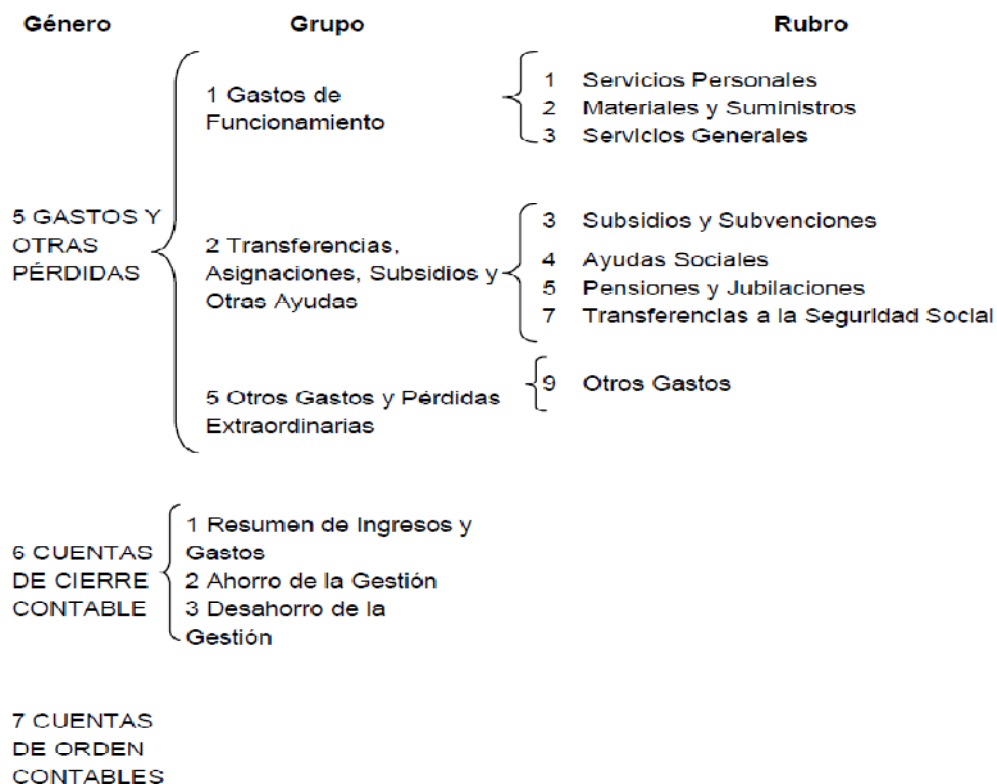 Género Grupo Rubro
1 Gastos de
Funcionamiento
1 Servicios Personales
2 Materiales y Suministros
3 Servicios Generales
5 GASTOS Y
OTRAS
PÉRDIDAS
2 Transferencias,
Asignaciones, Subsidios y
Otras Ayudas
3 Subsidios y Subvenciones
4 Ayudas Sociales
5 Pensiones y Jubilaciones
7 Transferencias a la Seguridad Social
5 Otros Gastos y Pérdidas
Extraordinarias
9 Otros Gastos
6 CUENTAS
DE CIERRE
CONTABLE
1 Resumen de Ingresos y
Gastos
2 Ahorro de la Gestión
3 Desahorro de la
Gestión
7 CUENTAS
DE ORDEN
CONTABLES